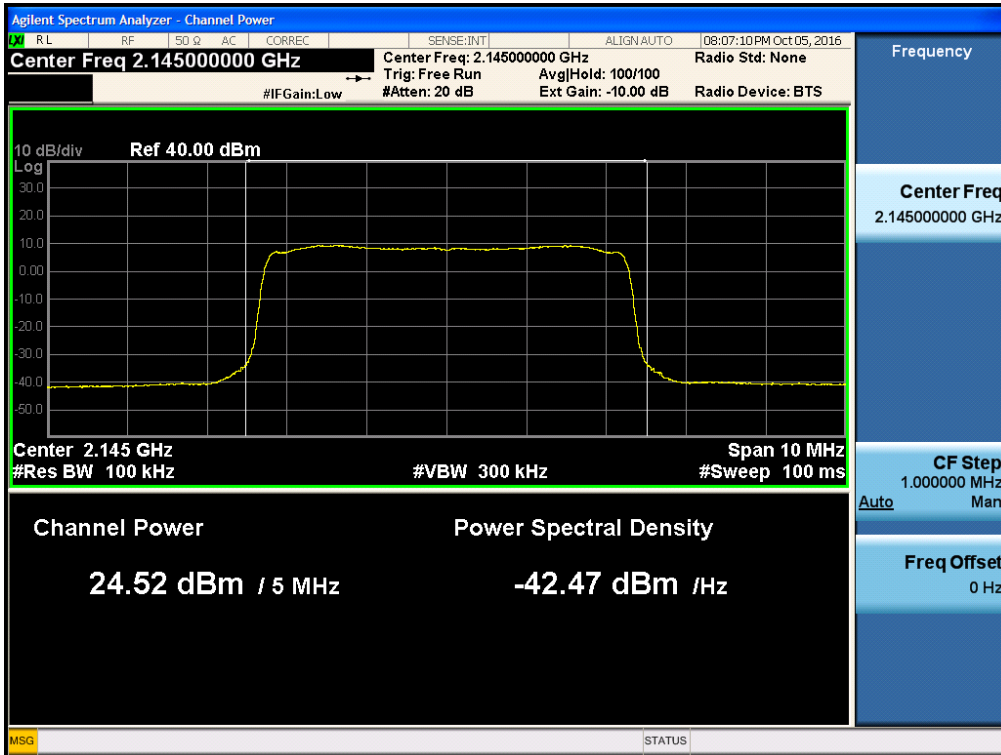 Agilent Spectrum Analyzer - Channel Power
LXI RL RF 50 Ω AC CORREC SENSE:INT ALIGN AUTO 08:07:10 PM Oct 05, 2016
Center Freq 2.145000000 GHz
Center Freq: 2.145000000 GHz Radio Std: None
Trig: Free Run Avg|Hold: 100/100
#IFGain:Low #Atten: 20 dB Ext Gain: -10.00 dB Radio Device: BTS
10 dB/div Ref 40.00 dBm
Log
30.0
20.0
10.0
0.00
-10.0
-20.0
-30.0
-40.0
-50.0
Center 2.145 GHz Span 10 MHz
#Res BW 100 kHz #VBW 300 kHz #Sweep 100 ms
Channel Power Power Spectral Density
24.52 dBm / 5 MHz -42.47 dBm /Hz
MSG STATUS
Frequency
Center Freq
2.145000000 GHz
CF Step
1.000000 MHz
Auto Man
Freq Offset
0 Hz